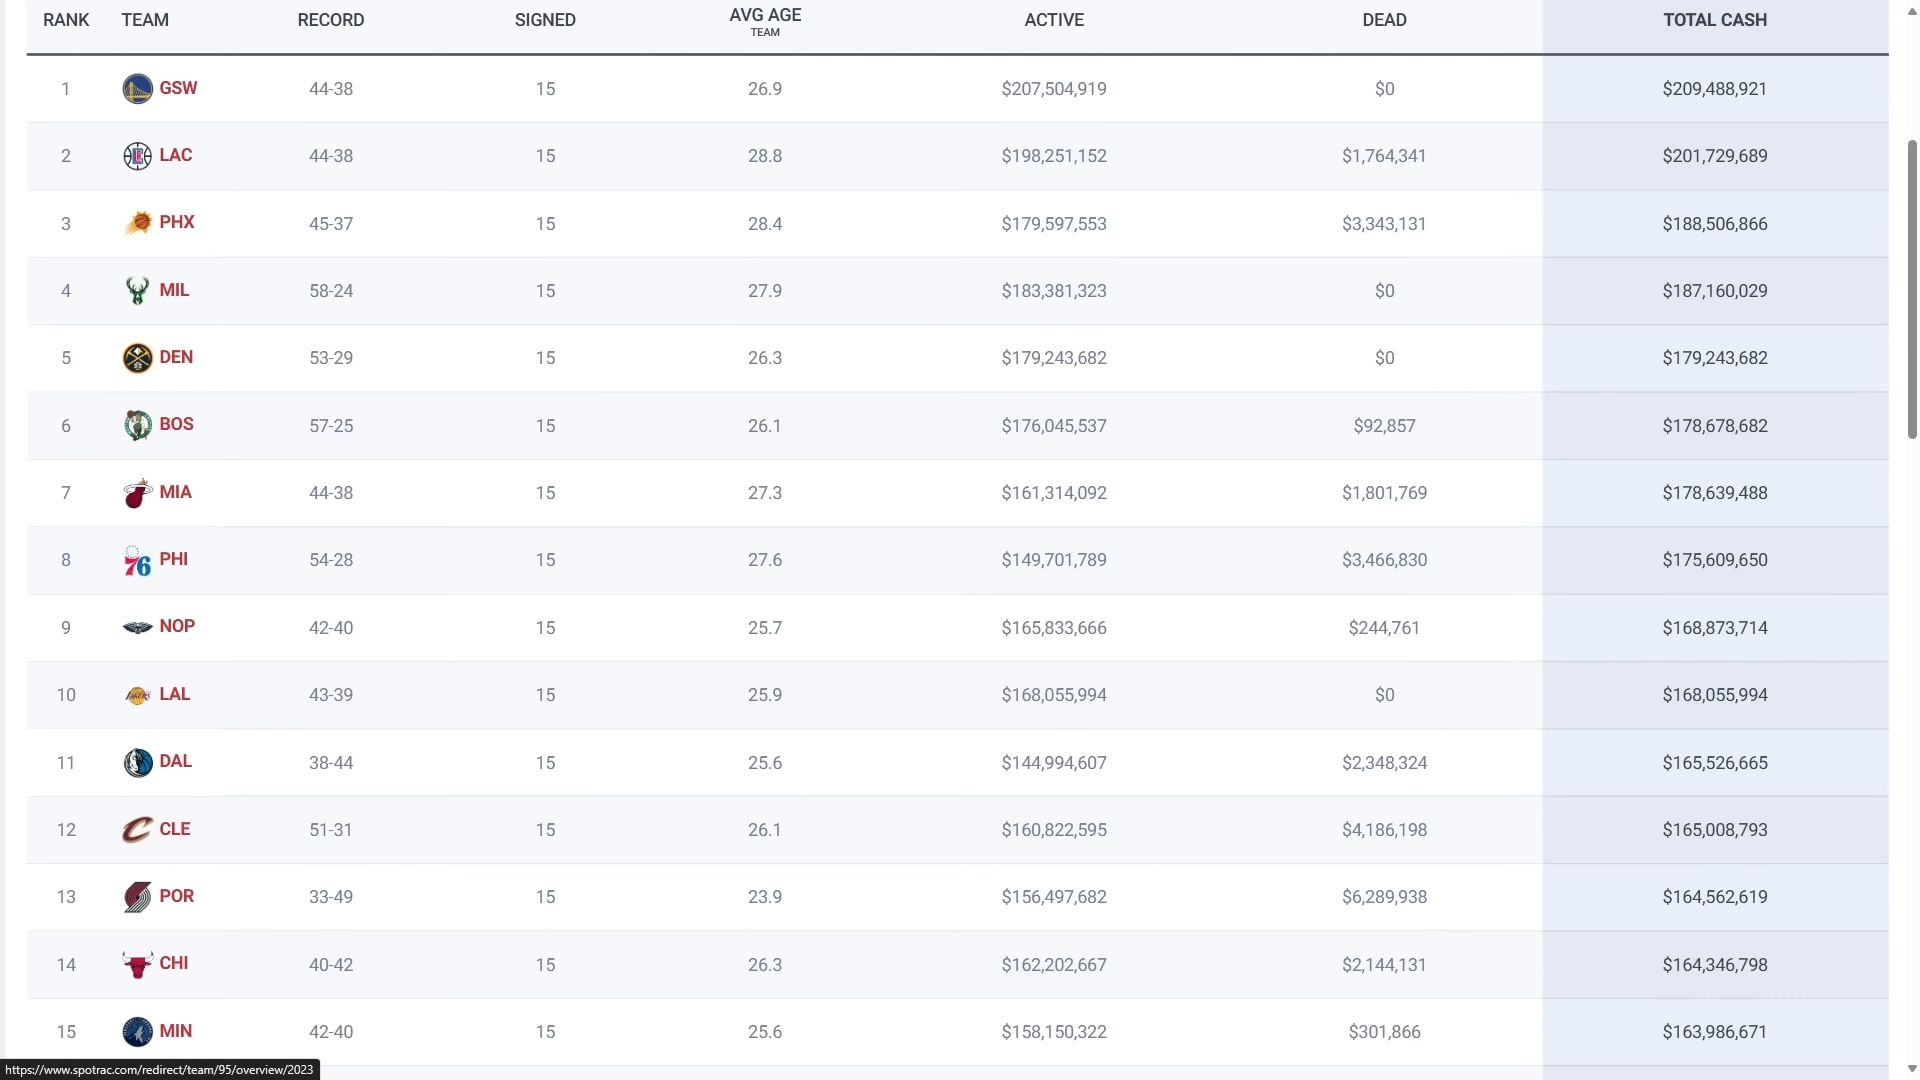 RANK TEAM RECORD SIGNED AVG AGE TEAM ACTIVE DEAD TOTAL CASH
1 GSW 44-38 15 26.9 $207,504,919 $0 $209,488,921
2 LAC 44-38 15 28.8 $198,251,152 $1,764,341 $201,729,689
3 PHX 45-37 15 28.4 $179,597,553 $3,343,131 $188,506,866
4 MIL 58-24 15 27.9 $183,381,323 $0 $187,160,029
5 DEN 53-29 15 26.3 $179,243,682 $0 $179,243,682
6 BOS 57-25 15 26.1 $176,045,537 $92,857 $178,678,682
7 MIA 44-38 15 27.3 $161,314,092 $1,801,769 $178,639,488
8 76 PHI 54-28 15 27.6 $149,701,789 $3,466,830 $175,609,650
9 NOP 42-40 15 25.7 $165,833,666 $244,761 $168,873,714
10 LAL 43-39 15 25.9 $168,055,994 $0 $168,055,994
11 DAL 38-44 15 25.6 $144,994,607 $2,348,324 $165,526,665
12 CLE 51-31 15 26.1 $160,822,595 $4,186,198 $165,008,793
13 POR 33-49 15 23.9 $156,497,682 $6,289,938 $164,562,619
14 CHI 40-42 15 26.3 $162,202,667 $2,144,131 $164,346,798
15 MIN 42-40 15 25.6 $158,150,322 $301,866 $163,986,671
https://www.spotrac.com/redirect/team/95/overview/2023